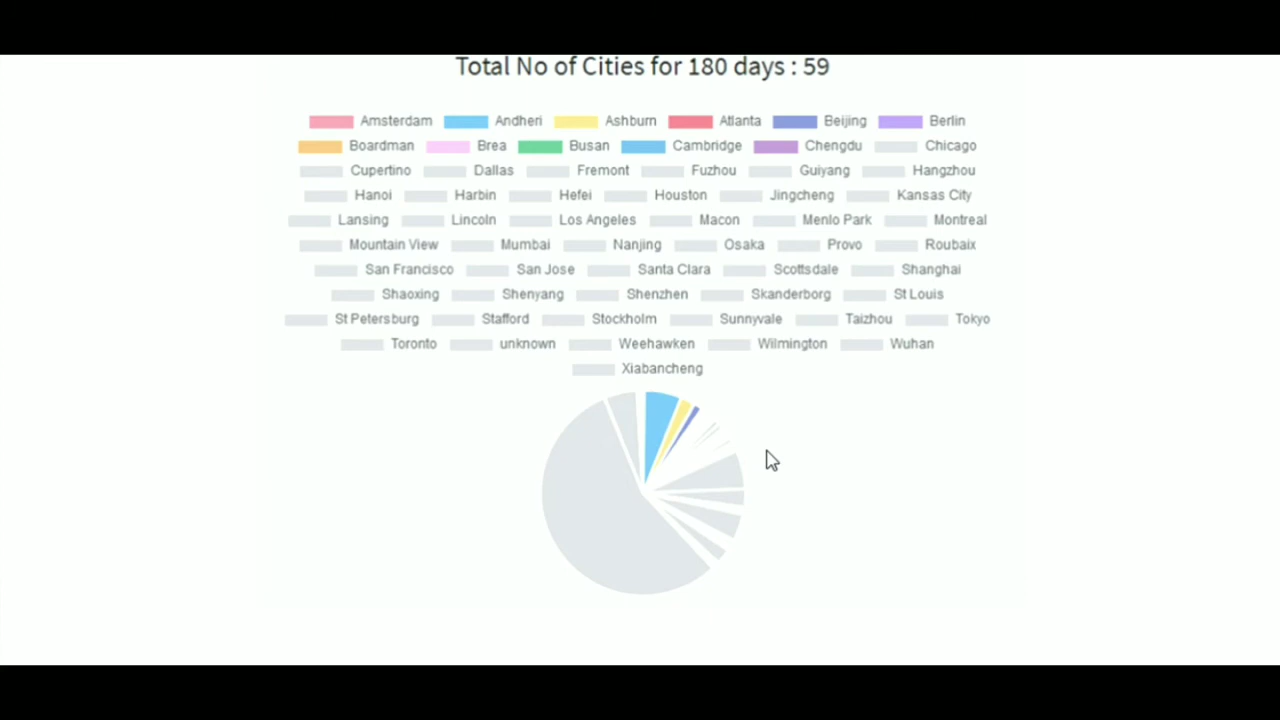 Total No of Cities for 180 days : 59
Amsterdam Andheri Ashburn Atlanta Beijing Berlin
Boardman Brea Busan Cambridge Chengdu Chicago
Cupertino Dallas Fremont Fuzhou Guiyang Hangzhou
Hanoi Harbin Hefei Houston Jingcheng Kansas City
Lansing Lincoln Los Angeles Macon Menlo Park Montreal
Mountain View Mumbai Nanjing Osaka Provo Roubaix
San Francisco San Jose Santa Clara Scottsdale Shanghai
Shaoxing Shenyang Shenzhen Skanderborg St Louis
St Petersburg Stafford Stockholm Sunnyvale Taizhou Tokyo
Toronto unknown Weehawken Wilmington Wuhan
Xiabancheng